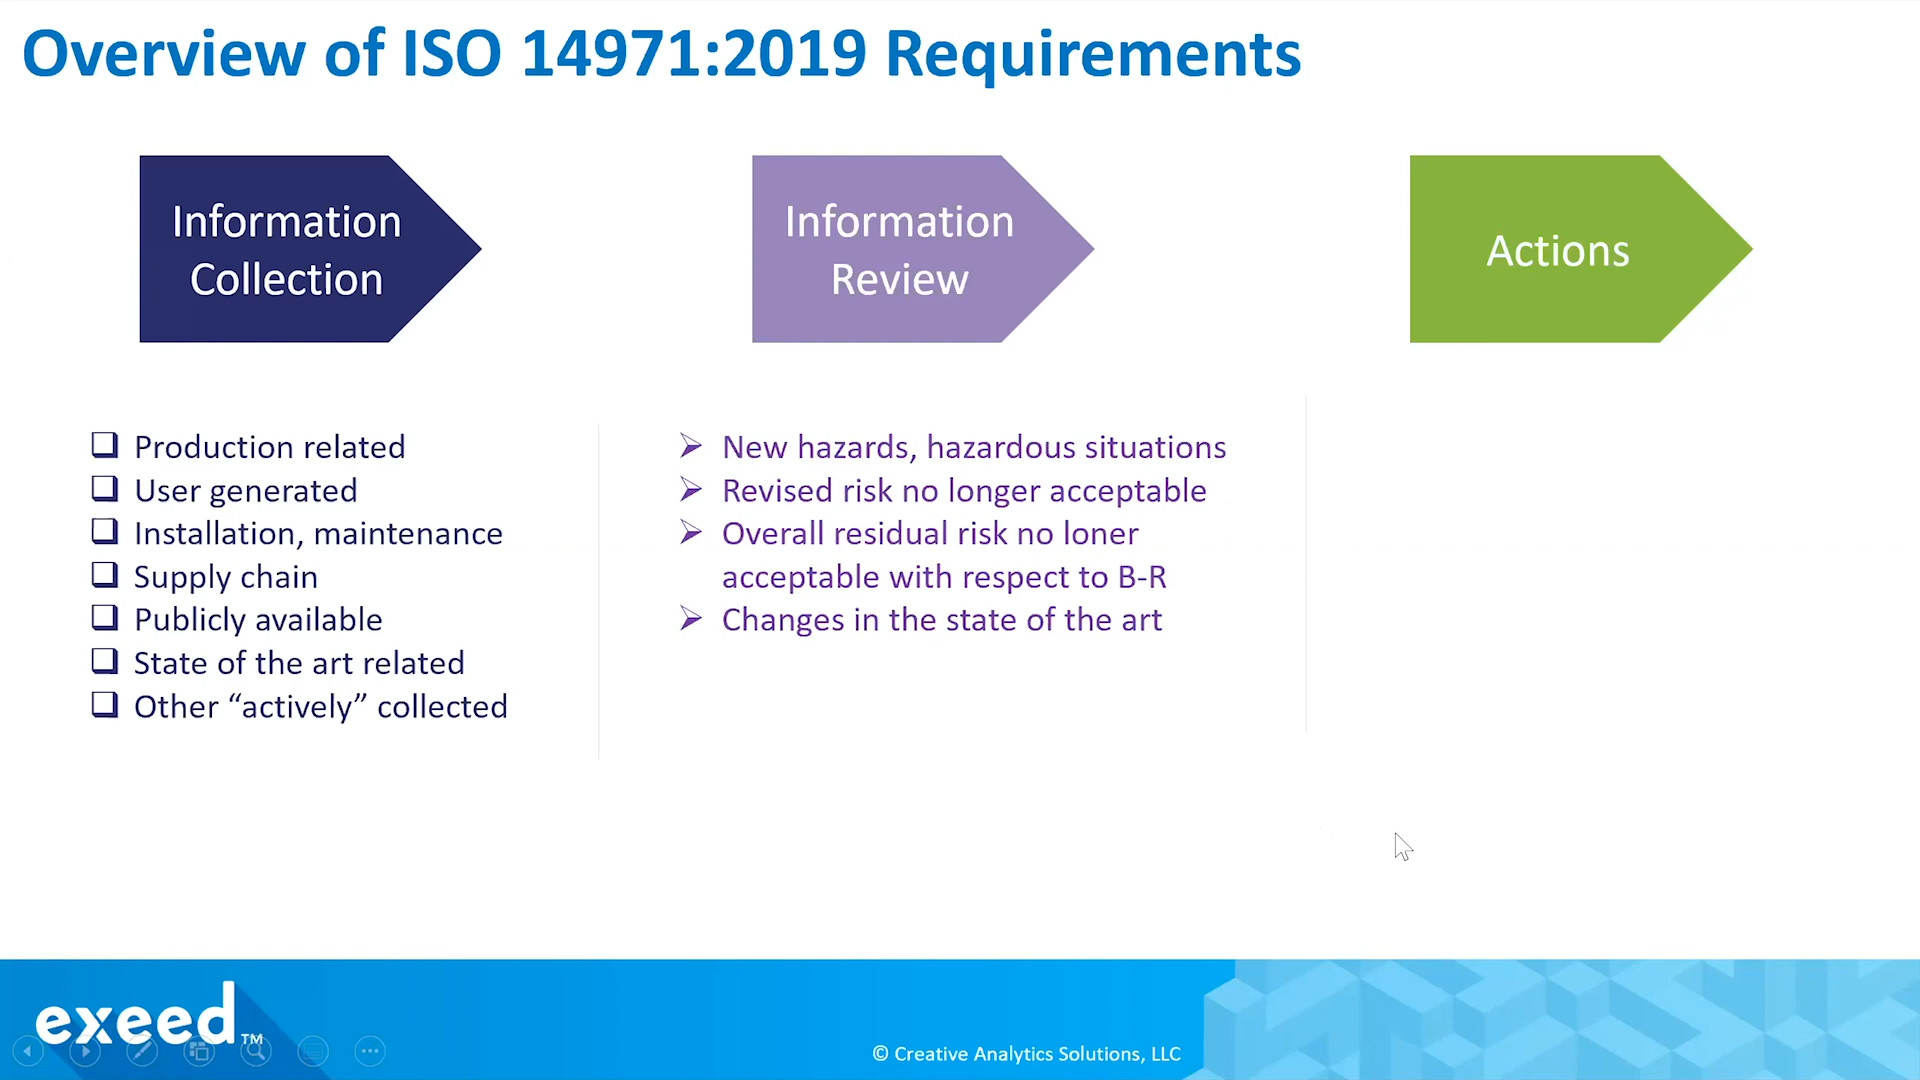 Overview of ISO 14971:2019 Requirements
Information
Collection
Information
Review
Actions
Production related
User generated
Installation, maintenance
Supply chain
Publicly available
State of the art related
Other “actively” collected
New hazards, hazardous situations
Revised risk no longer acceptable
Overall residual risk no loner
acceptable with respect to B-R
Changes in the state of the art
exeed™
© Creative Analytics Solutions, LLC